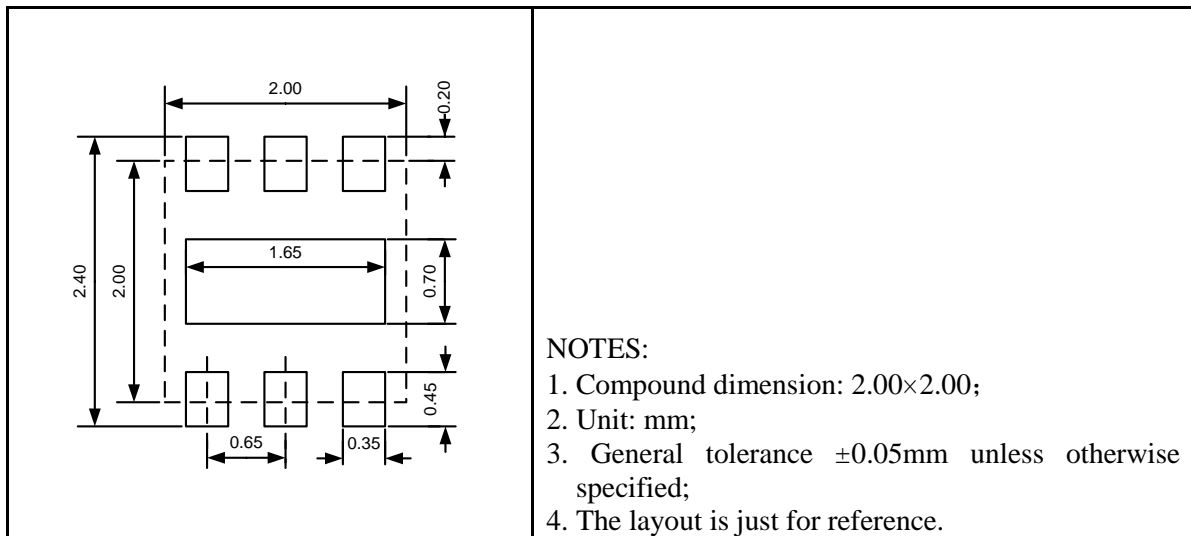 2.00
0.20
2.40
2.00
1.65
0.70
0.45
0.65
0.35
NOTES:
1. Compound dimension: 2.00×2.00；
2. Unit: mm;
3. General tolerance ±0.05mm unless otherwise
specified;
4. The layout is just for reference.